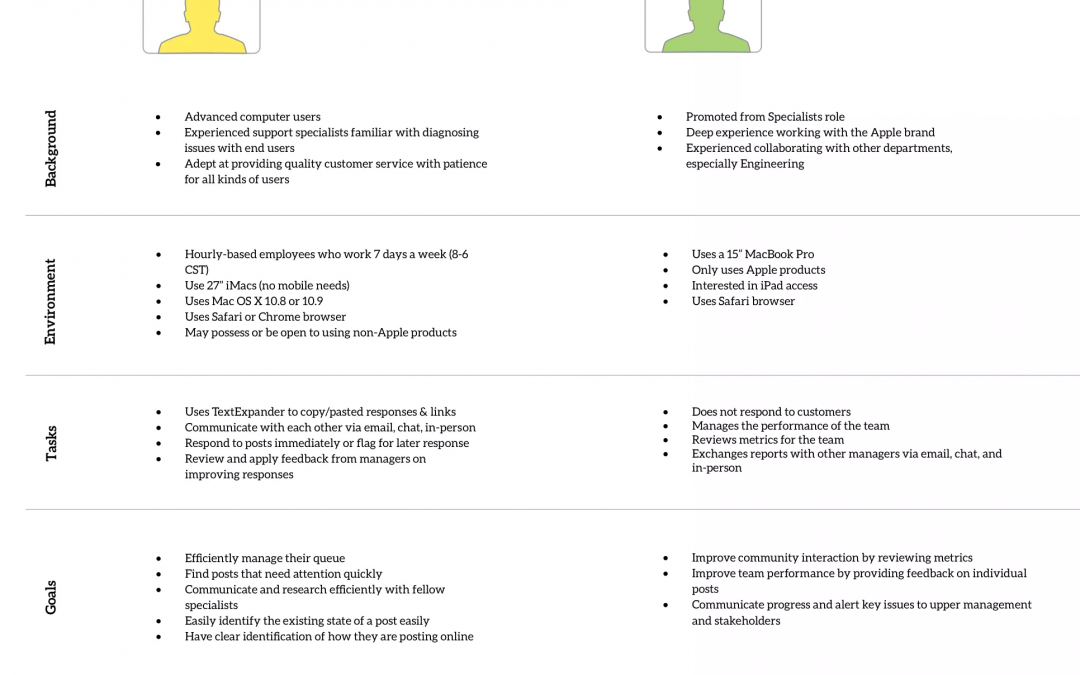 Background
Advanced computer users
Experienced support specialists familiar with diagnosing
issues with end users
Adept at providing quality customer service with patience
for all kinds of users
Promoted from Specialists role
Deep experience working with the Apple brand
Experienced collaborating with other departments,
especially Engineering
Environment
Hourly-based employees who work 7 days a week (8-6
CST)
Use 27" iMacs (no mobile needs)
Uses Mac OS X 10.8 or 10.9
Uses Safari or Chrome browser
May possess or be open to using non-Apple products
Uses a 15" MacBook Pro
Only uses Apple products
Interested in iPad access
Uses Safari browser
Tasks
Uses TextExpander to copy/pasted responses & links
Communicate with each other via email, chat, in-person
Respond to posts immediately or flag for later response
Review and apply feedback from managers on
improving responses
Does not respond to customers
Manages the performance of the team
Reviews metrics for the team
Exchanges reports with other managers via email, chat, and
in-person
Goals
Efficiently manage their queue
Find posts that need attention quickly
Communicate and research efficiently with fellow
specialists
Easily identify the existing state of a post easily
Have clear identification of how they are posting online
Improve community interaction by reviewing metrics
Improve team performance by providing feedback on individual
posts
Communicate progress and alert key issues to upper management
and stakeholders